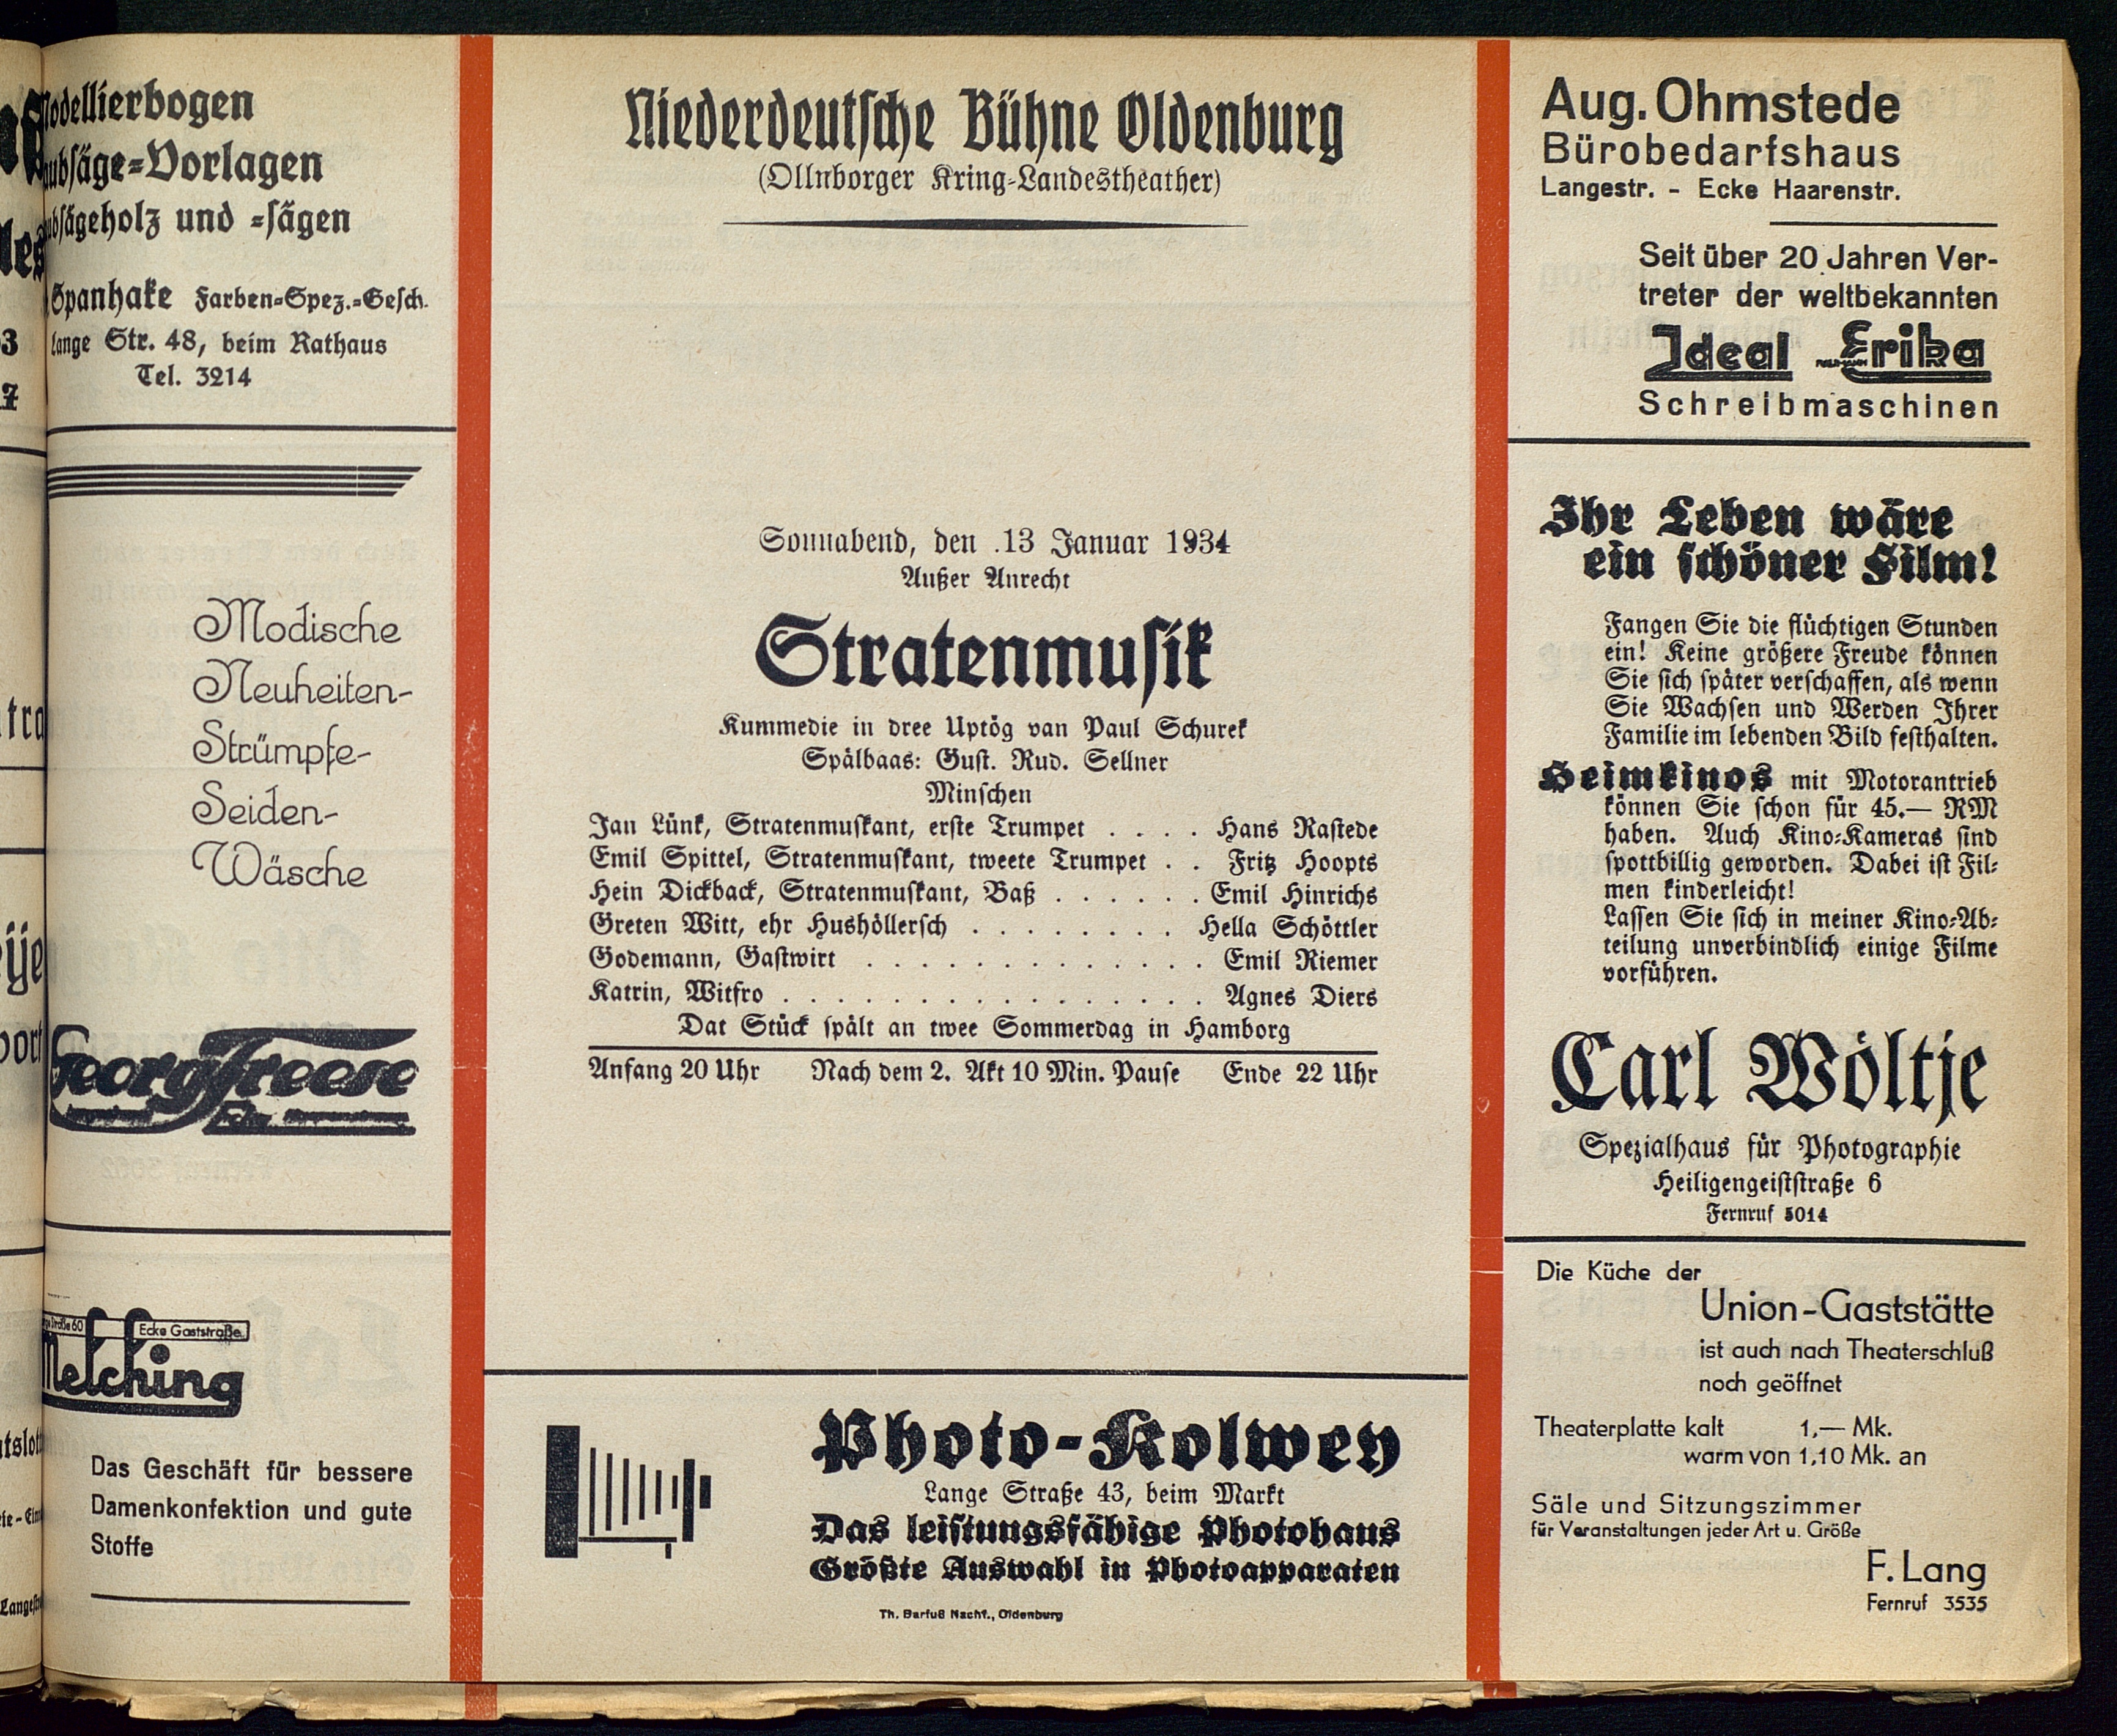 Modellierbogen
Laubsäge-Vorlagen
Laubsägeholz und -sägen
Spanhake Farben-Spez.-Gesch.
Lange Str. 48, beim Rathaus
Tel. 3214
Modische
Neuheiten-
Strümpfe-
Seiden-
Wäsche
Georg Freese
Ecke Gaststraße
Melching
Das Geschäft für bessere
Damenkonfektion und gute
Stoffe
Niederdeutsche Bühne Oldenburg
(Ollnborger Kring-Landestheather)
Sonnabend, den .13 Januar 1934
Außer Anrecht
Stratenmusik
Kummedie in dree Uptög van Paul Schurek
Spälbaas: Gust. Rud. Sellner
Minschen
Jan Lünk, Stratenmuskant, erste Trumpet . . . . Hans Rastede
Emil Spittel, Stratenmuskant, tweete Trumpet . . Fritz Hoopts
Hein Dickback, Stratenmuskant, Baß . . . . . . Emil Hinrichs
Greten Witt, ehr Hushöllersch . . . . . . . . Hella Schöttler
Godemann, Gastwirt . . . . . . . . . . . . . Emil Riemer
Katrin, Witfro . . . . . . . . . . . . . . . . Agnes Diers
Dat Stück spält an twee Sommerdag in Hamborg
Anfang 20 Uhr Nach dem 2. Akt 10 Min. Pause Ende 22 Uhr
Photo-Kolwey
Lange Straße 43, beim Markt
Das leistungsfähige Photohaus
Größte Auswahl in Photoapparaten
Th. Barfuß Nachf., Oldenburg
Aug. Ohmstede
Bürobedarfshaus
Langestr. - Ecke Haarenstr.
Seit über 20 Jahren Ver-
treter der weltbekannten
Ideal Erika
Schreibmaschinen
Ihr Leben wäre
ein schöner Film!
Fangen Sie die flüchtigen Stunden
ein! Keine größere Freude können
Sie sich später verschaffen, als wenn
Sie Wachsen und Werden Ihrer
Familie im lebenden Bild festhalten.
Heimkinos mit Motorantrieb
können Sie schon für 45.— RM
haben. Auch Kino-Kameras sind
spottbillig geworden. Dabei ist Fil-
men kinderleicht!
Lassen Sie sich in meiner Kino-Ab-
teilung unverbindlich einige Filme
vorführen.
Carl Wöltje
Spezialhaus für Photographie
Heiligengeiststraße 6
Fernruf 5014
Die Küche der
Union-Gaststätte
ist auch nach Theaterschluß
noch geöffnet
Theaterplatte kalt 1,— Mk.
warm von 1,10 Mk. an
Säle und Sitzungszimmer
für Veranstaltungen jeder Art u. Größe
F. Lang
Fernruf 3535